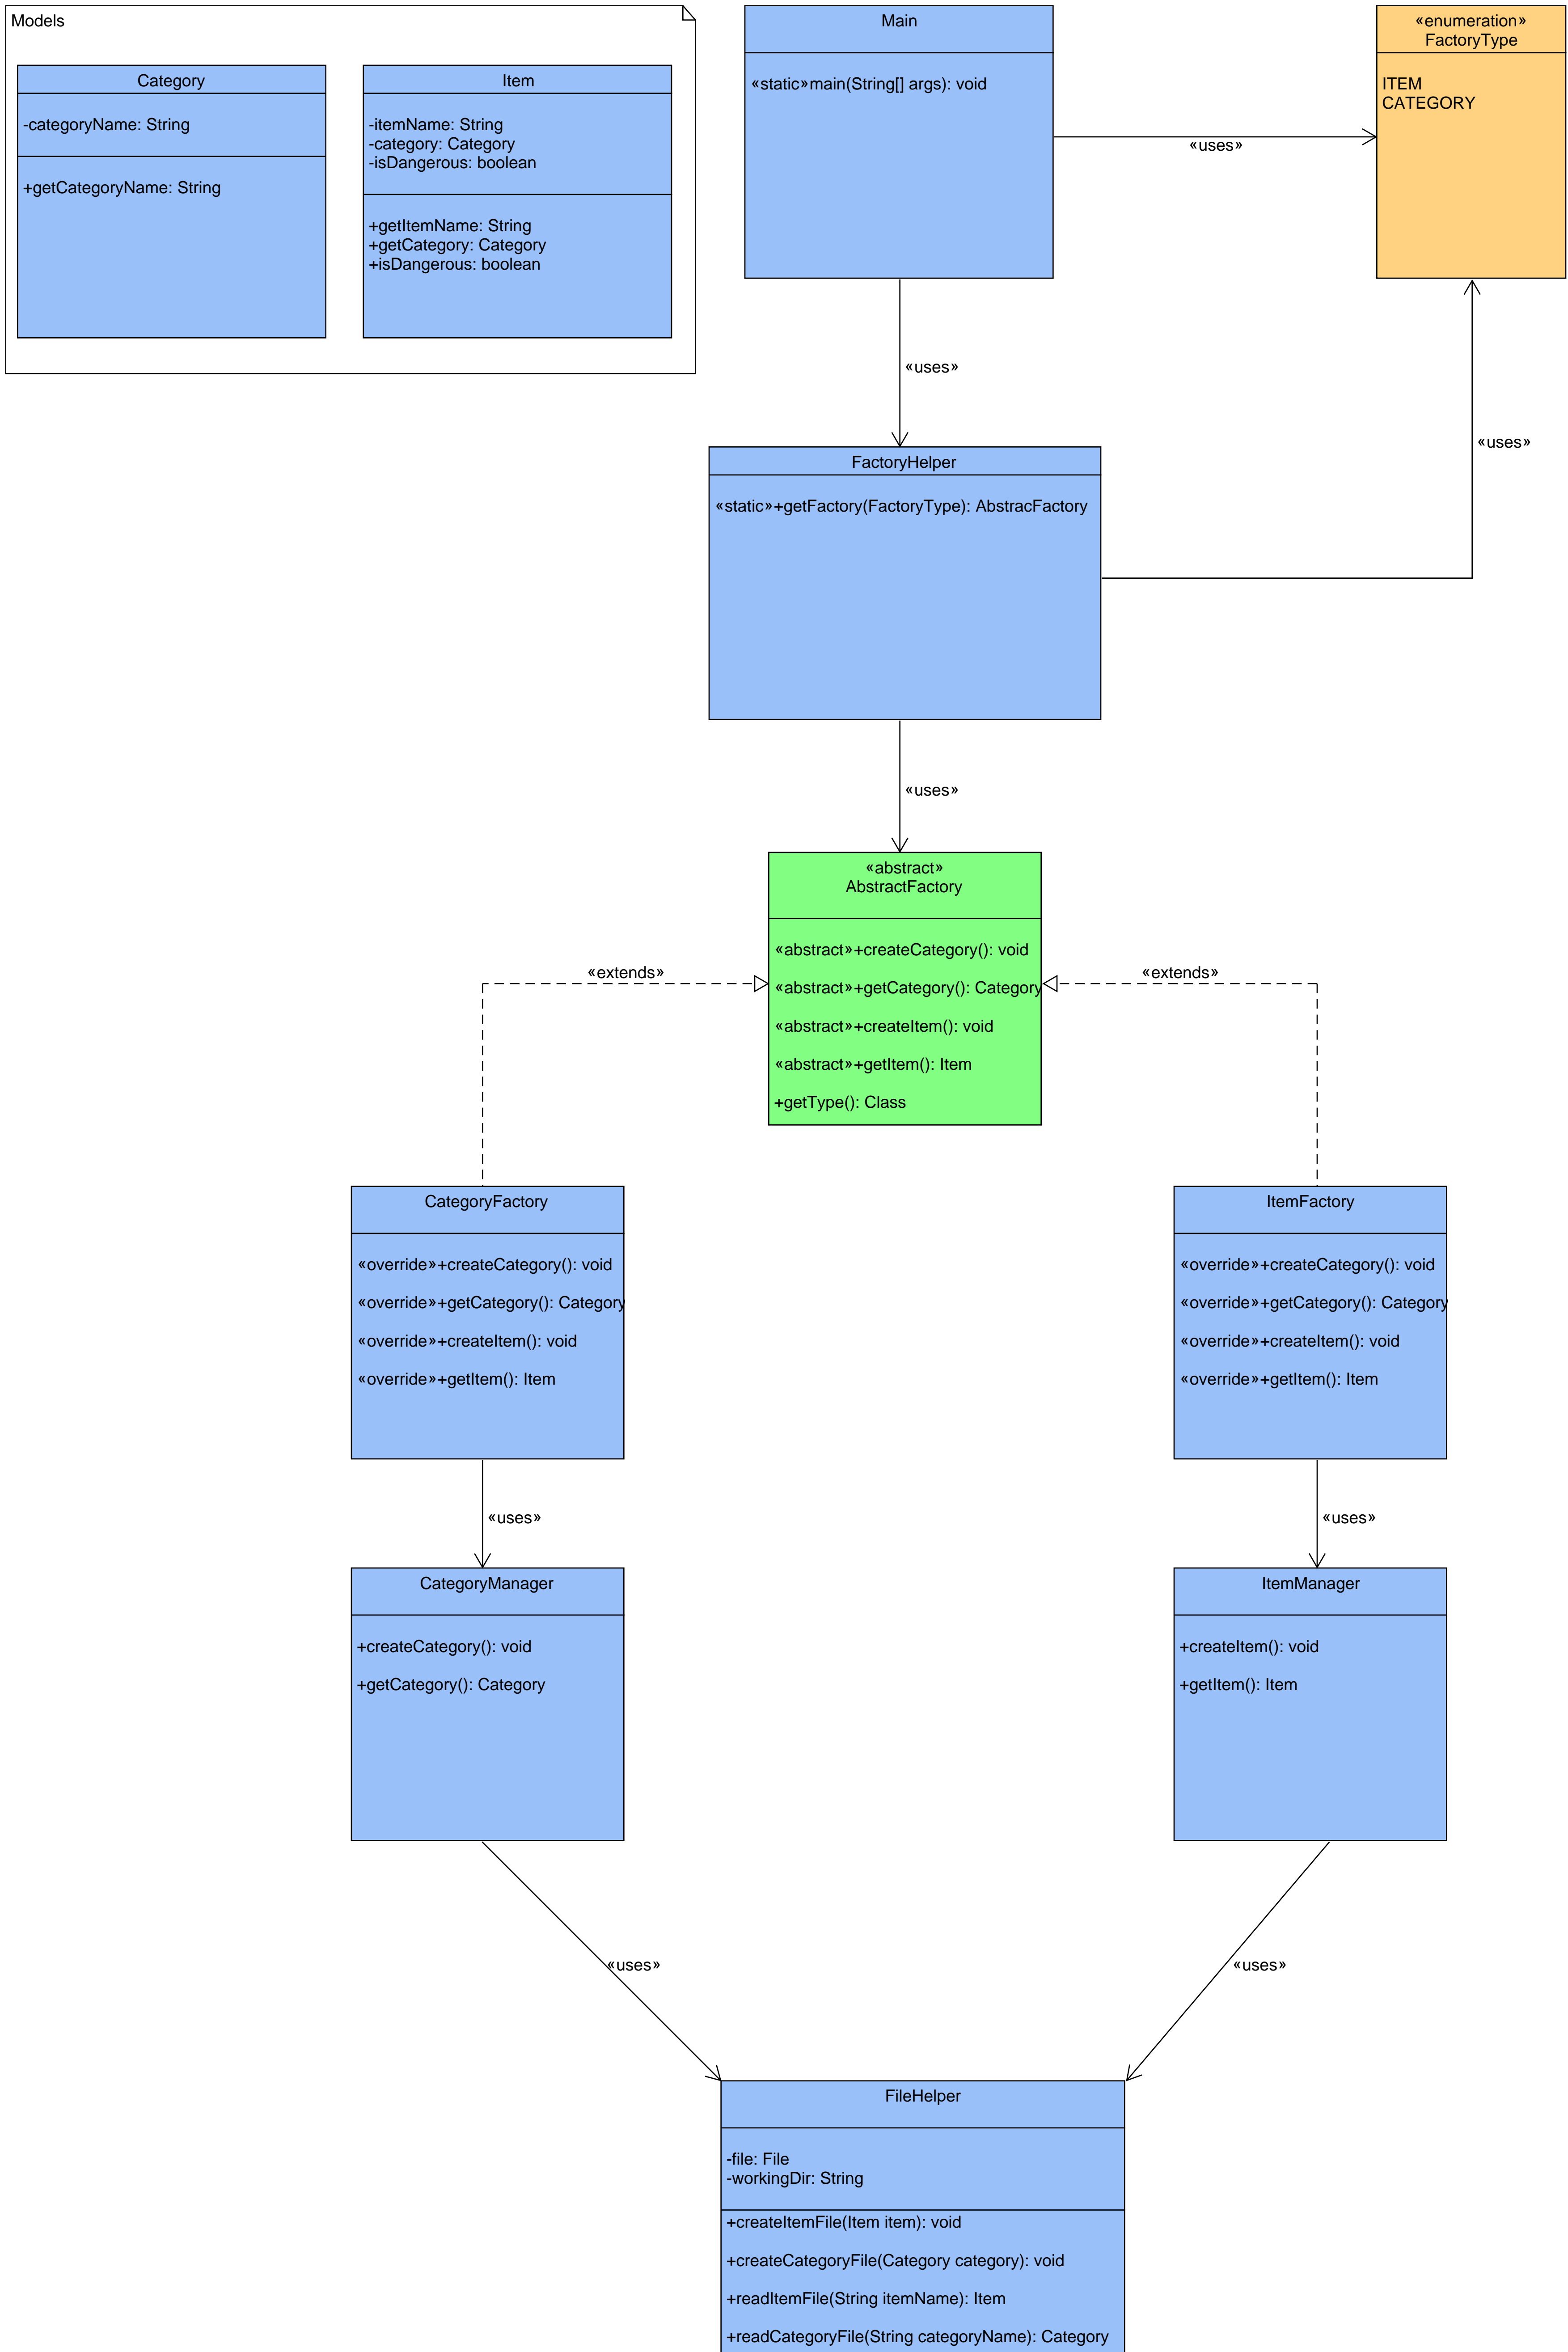 Models
Category
-categoryName: String
+getCategoryName: String
Item
-itemName: String
-category: Category
-isDangerous: boolean
+getItemName: String
+getCategory: Category
+isDangerous: boolean
Main
«static»main(String[] args): void
«enumeration»
FactoryType
ITEM
CATEGORY
«uses»
«uses»
«uses»
FactoryHelper
«static»+getFactory(FactoryType): AbstracFactory
«uses»
«abstract»
AbstractFactory
«abstract»+createCategory(): void
«abstract»+getCategory(): Category
«abstract»+createItem(): void
«abstract»+getItem(): Item
+getType(): Class
«extends»
«extends»
CategoryFactory
«override»+createCategory(): void
«override»+getCategory(): Category
«override»+createItem(): void
«override»+getItem(): Item
ItemFactory
«override»+createCategory(): void
«override»+getCategory(): Category
«override»+createItem(): void
«override»+getItem(): Item
«uses»
«uses»
CategoryManager
+createCategory(): void
+getCategory(): Category
ItemManager
+createItem(): void
+getItem(): Item
«uses»
«uses»
FileHelper
-file: File
-workingDir: String
+createItemFile(Item item): void
+createCategoryFile(Category category): void
+readItemFile(String itemName): Item
+readCategoryFile(String categoryName): Category